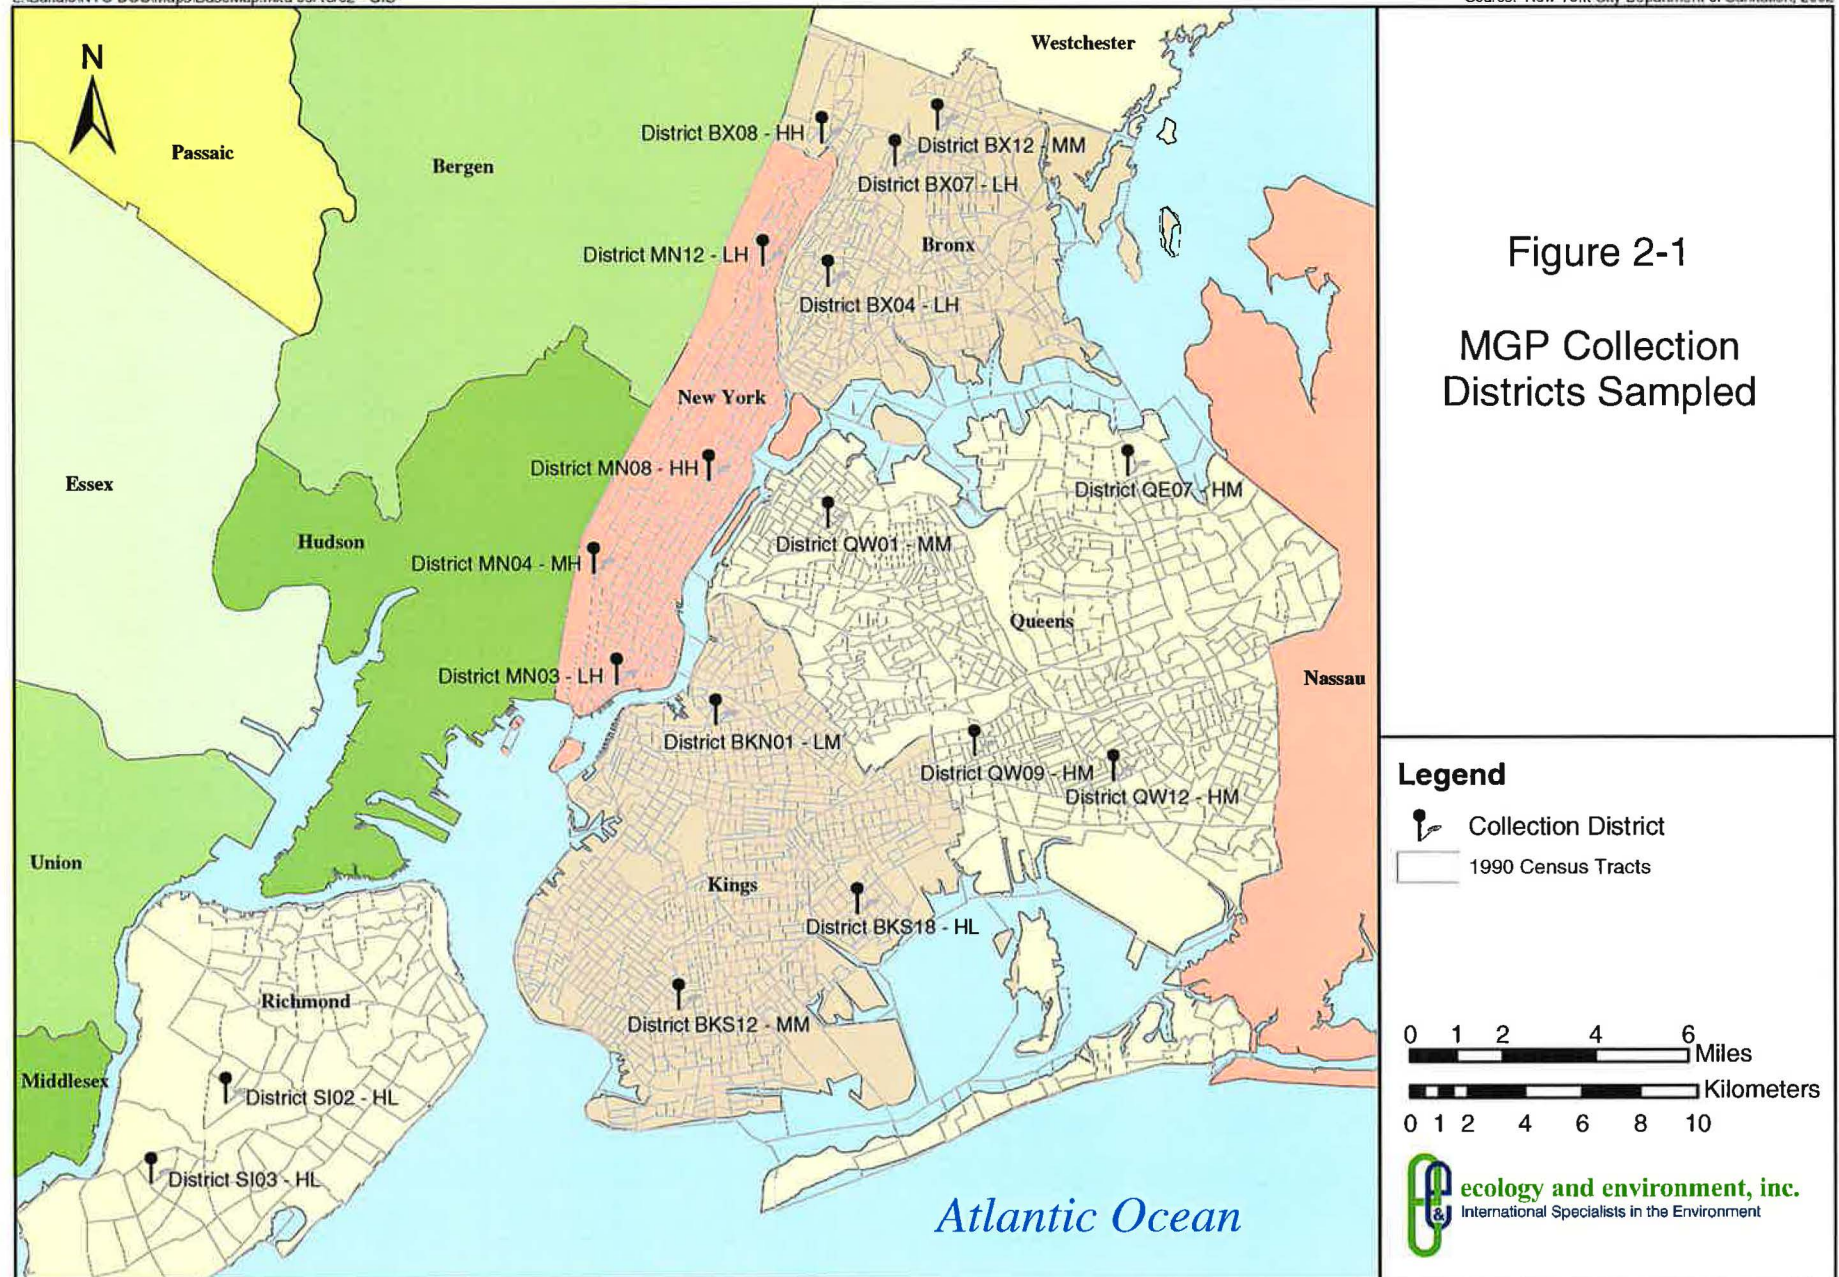 Westchester
N
Passaic
Bergen
District BX08 - HH
District BX12 - MM
District BX07 - LH
Bronx
District MN12 - LH
District BX04 - LH
New York
Essex
District MN08 - HH
District QE07 - HM
Hudson
District QW01 - MM
District MN04 - MH
Queens
District MN03 - LH
Nassau
District BKN01 - LM
District QW09 - HM
District QW12 - HM
Union
Kings
District BKS18 - HL
Richmond
District BKS12 - MM
Middlesex
District SI02 - HL
District SI03 - HL
Atlantic Ocean
Figure 2-1
MGP Collection
Districts Sampled
Legend
Collection District
1990 Census Tracts
0 1 2 4 6
Miles
Kilometers
0 1 2 4 6 8 10
ecology and environment, inc.
International Specialists in the Environment